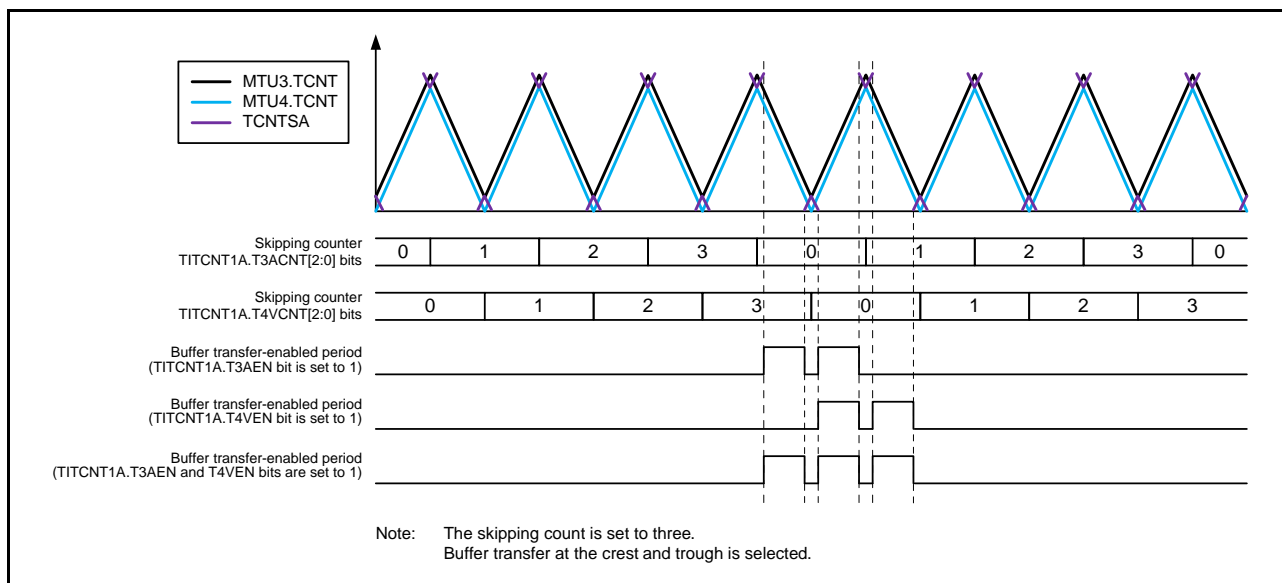 MTU3.TCNT
MTU4.TCNT
TCNTSA
Skipping counter
TITCNT1A.T3ACNT[2:0] bits
0 1 2 3 0 1 2 3 0
Skipping counter
TITCNT1A.T4VCNT[2:0] bits
0 1 2 3 0 1 2 3
Buffer transfer-enabled period
(TITCNT1A.T3AEN bit is set to 1)
Buffer transfer-enabled period
(TITCNT1A.T4VEN bit is set to 1)
Buffer transfer-enabled period
(TITCNT1A.T3AEN and T4VEN bits are set to 1)
Note: The skipping count is set to three.
Buffer transfer at the crest and trough is selected.